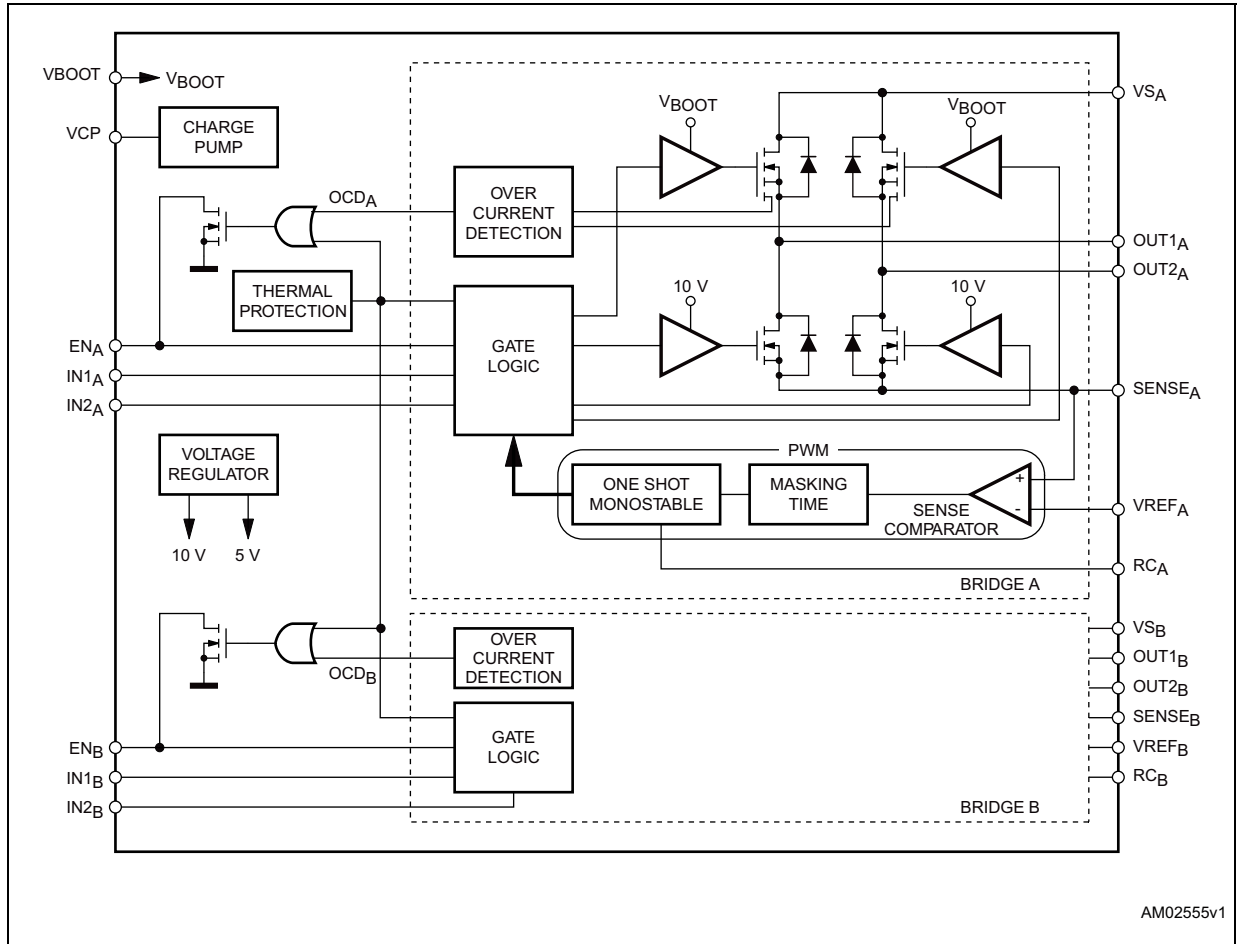 VBOOT
VBOOT
VCP
CHARGE
PUMP
VBOOT
VBOOT
VSA
OCDA
OVER
CURRENT
DETECTION
THERMAL
PROTECTION
OUT1A
OUT2A
10 V
10 V
ENA
IN1A
IN2A
GATE
LOGIC
SENSEA
VOLTAGE
REGULATOR
10 V
5 V
PWM
ONE SHOT
MONOSTABLE
MASKING
TIME
+
-
SENSE
COMPARATOR
VREFA
RCA
BRIDGE A
OCDB
OVER
CURRENT
DETECTION
VSB
OUT1B
OUT2B
SENSEB
VREFB
RCB
ENB
IN1B
IN2B
GATE
LOGIC
BRIDGE B
AM02555v1